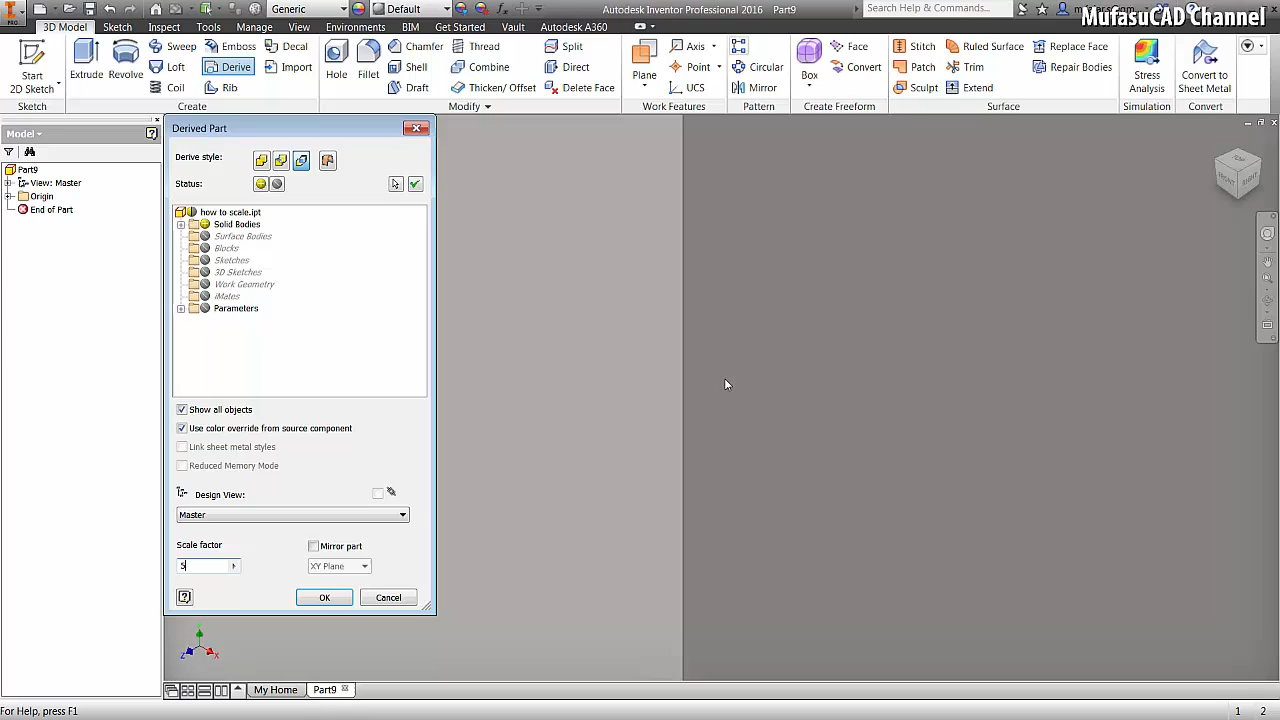 Generic
Default
Autodesk Inventor Professional 2016 Part9
Search Help & Commands...
MufasuCAD Channel
PRO
3D Model Sketch Inspect Tools Manage View Environments BIM Get Started Vault Autodesk A360
Sweep Emboss Decal Chamfer Thread Split Axis Face Stitch Ruled Surface Replace Face
Start 2D Sketch Extrude Revolve Loft Derive Import Hole Fillet Shell Combine Direct Plane Point Circular Box Convert Patch Trim Repair Bodies Stress Analysis Convert to Sheet Metal
Coil Rib Draft Thicken/ Offset Delete Face UCS Mirror Sculpt Extend
Sketch Create Modify Work Features Pattern Create Freeform Surface Simulation Convert
Model
Part9
View: Master
Origin
End of Part
Derived Part
Derive style:
Status:
how to scale.ipt
Solid Bodies
Surface Bodies
Blocks
Sketches
3D Sketches
Work Geometry
iMates
Parameters
Show all objects
Use color override from source component
Link sheet metal styles
Reduced Memory Mode
Design View:
Master
Scale factor Mirror part
5 XY Plane
OK Cancel
TOP
FRONT RIGHT
Y
Z X
My Home Part9
For Help, press F1 1 2